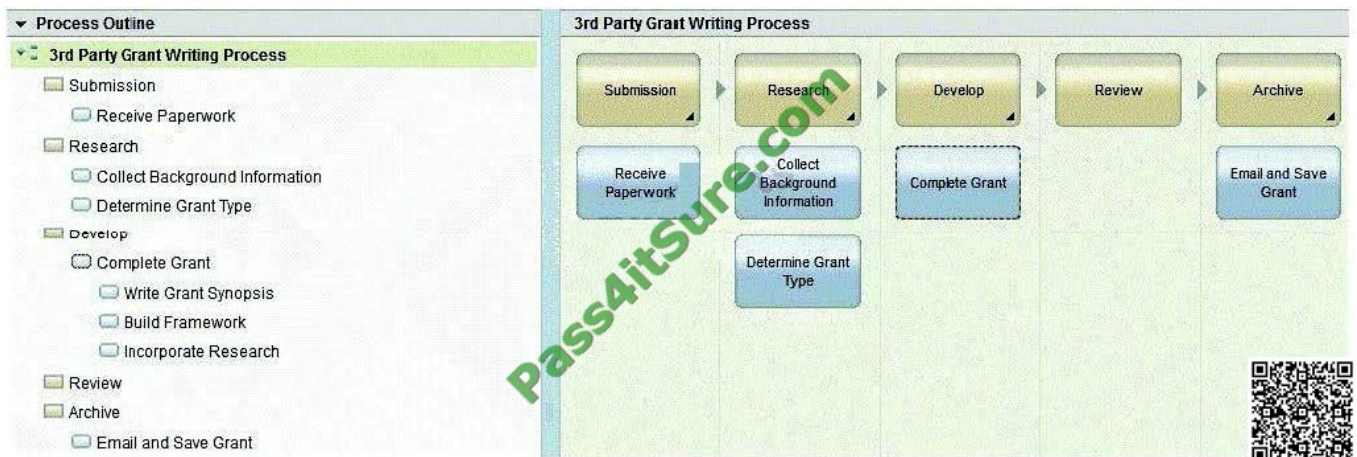 Process Outline
3rd Party Grant Writing Process
Submission
Receive Paperwork
Research
Collect Background Information
Determine Grant Type
Develop
Complete Grant
Write Grant Synopsis
Build Framework
Incorporate Research
Review
Archive
Email and Save Grant
3rd Party Grant Writing Process
Submission
Research
Develop
Review
Archive
Receive
Paperwork
Collect
Background
Information
Complete Grant
Email and Save
Grant
Determine Grant
Type
Pass4itSure.com